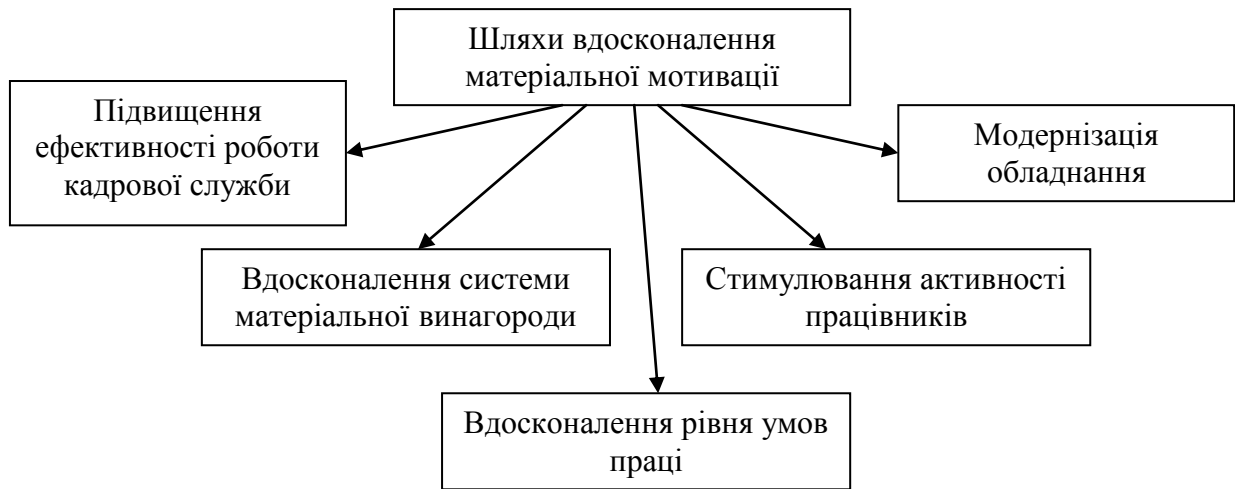 Шляхи вдосконалення
матеріальної мотивації
Підвищення
ефективності роботи
кадрової служби
Модернізація
обладнання
Вдосконалення системи
матеріальної винагороди
Стимулювання активності
працівників
Вдосконалення рівня умов
праці